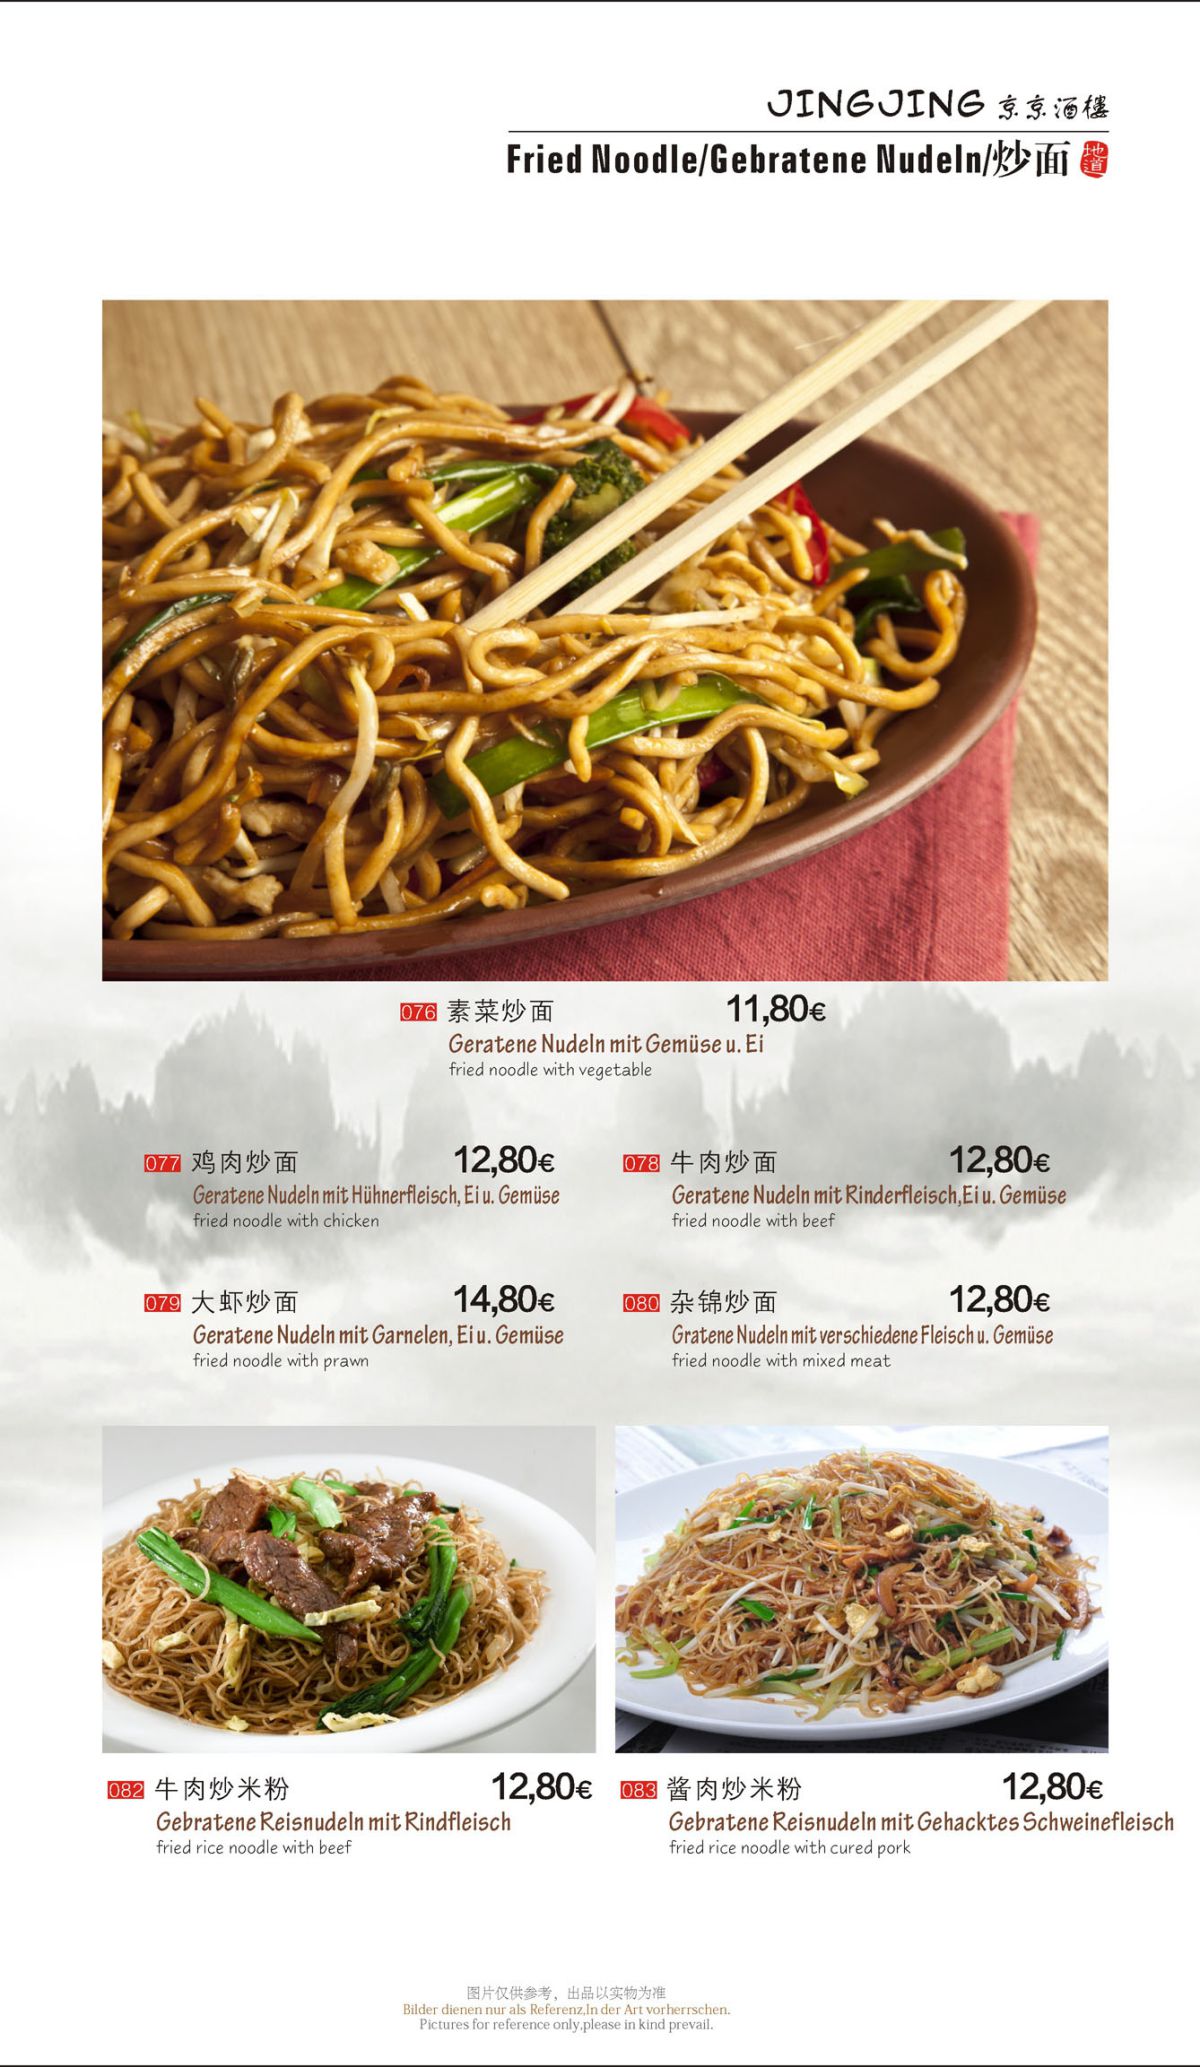 JINGJING 京京酒樓
Fried Noodle/Gebratene Nudeln/炒面 地道
076 素菜炒面 11,80€
Geratene Nudeln mit Gemüse u. Ei
fried noodle with vegetable
077 鸡肉炒面 12,80€
Geratene Nudeln mit Hühnerfleisch, Ei u. Gemüse
fried noodle with chicken
078 牛肉炒面 12,80€
Geratene Nudeln mit Rinderfleisch,Ei u. Gemüse
fried noodle with beef
079 大虾炒面 14,80€
Geratene Nudeln mit Garnelen, Ei u. Gemüse
fried noodle with prawn
080 杂锦炒面 12,80€
Gratene Nudeln mit verschiedene Fleisch u. Gemüse
fried noodle with mixed meat
082 牛肉炒米粉 12,80€
Gebratene Reisnudeln mit Rindfleisch
fried rice noodle with beef
083 酱肉炒米粉 12,80€
Gebratene Reisnudeln mit Gehacktes Schweinefleisch
fried rice noodle with cured pork
图片仅供参考，出品以实物为准
Bilder dienen nur als Referenz,In der Art vorherrschen.
Pictures for reference only,please in kind prevail.